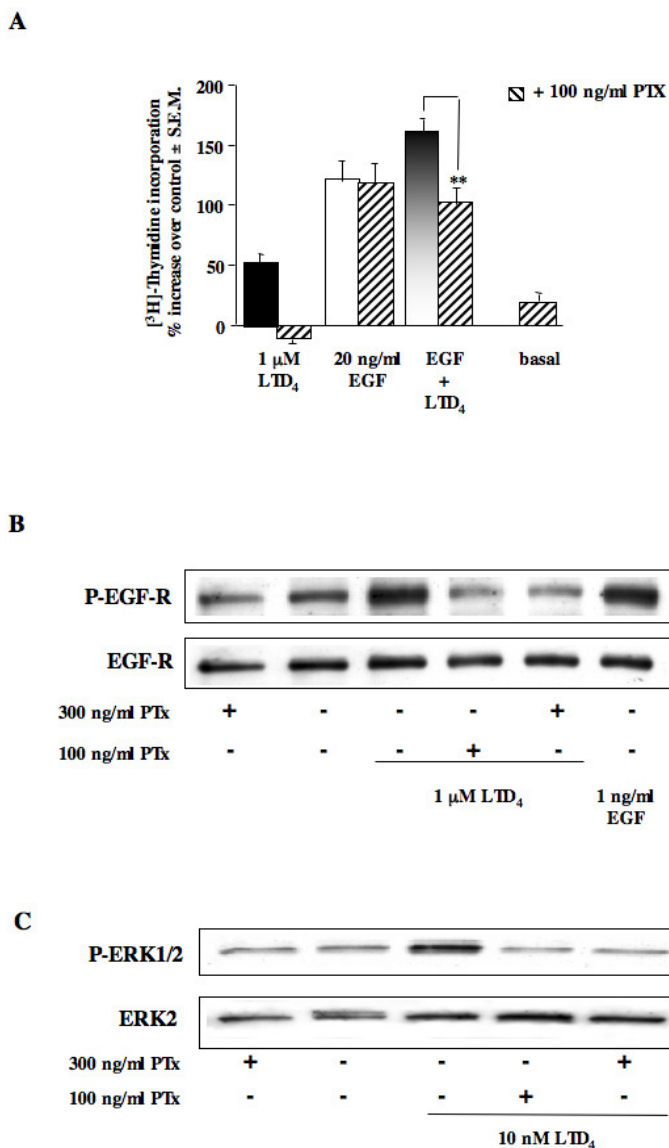 A
200
+ 100 ng/ml PTX
150
**
100
50
0
[³H]-Thymidine incorporation
% increase over control ± S.E.M.
1 μM
LTD₄
20 ng/ml
EGF
EGF
+
LTD₄
basal
B
P-EGF-R
EGF-R
300 ng/ml PTx + - - - + -
100 ng/ml PTx - - - + - -
1 μM LTD₄
1 ng/ml
EGF
C
P-ERK1/2
ERK2
300 ng/ml PTx + - - - +
100 ng/ml PTx - - - + -
10 nM LTD₄